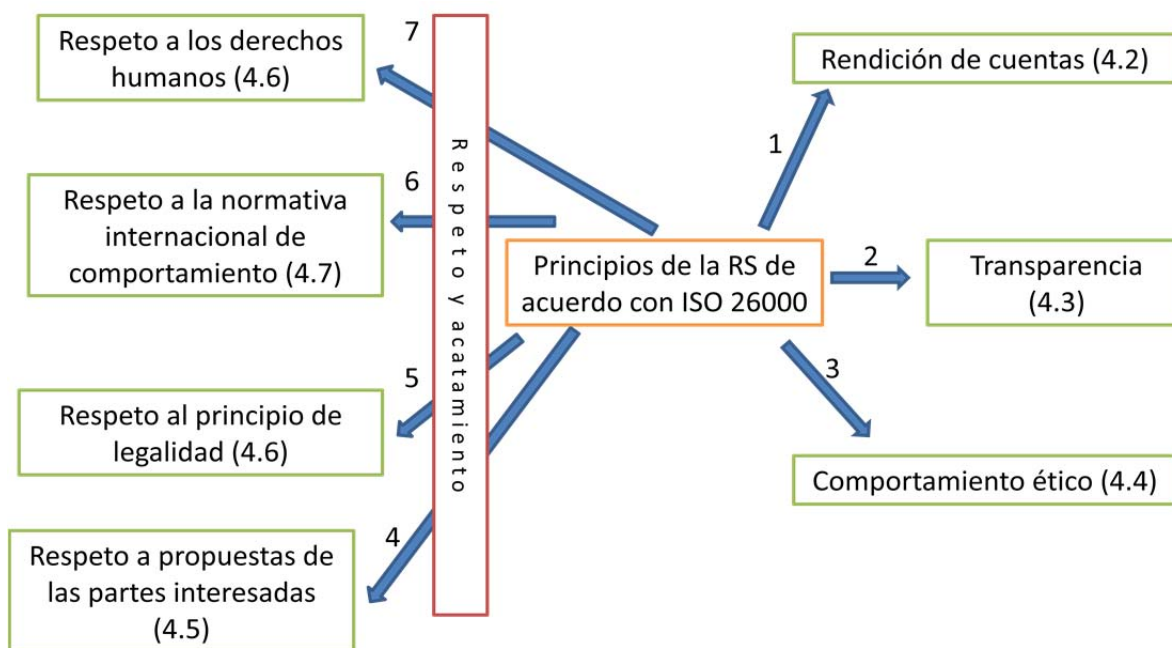 Respeto a los derechos
humanos (4.6)
7
Rendición de cuentas (4.2)
1
6
Respeto a la normativa
internacional de
comportamiento (4.7)
Respeto y acatamiento
Principios de la RS de
acuerdo con ISO 26000
2
Transparencia
(4.3)
3
5
Respeto al principio de
legalidad (4.6)
Comportamiento ético (4.4)
4
Respeto a propuestas de
las partes interesadas
(4.5)